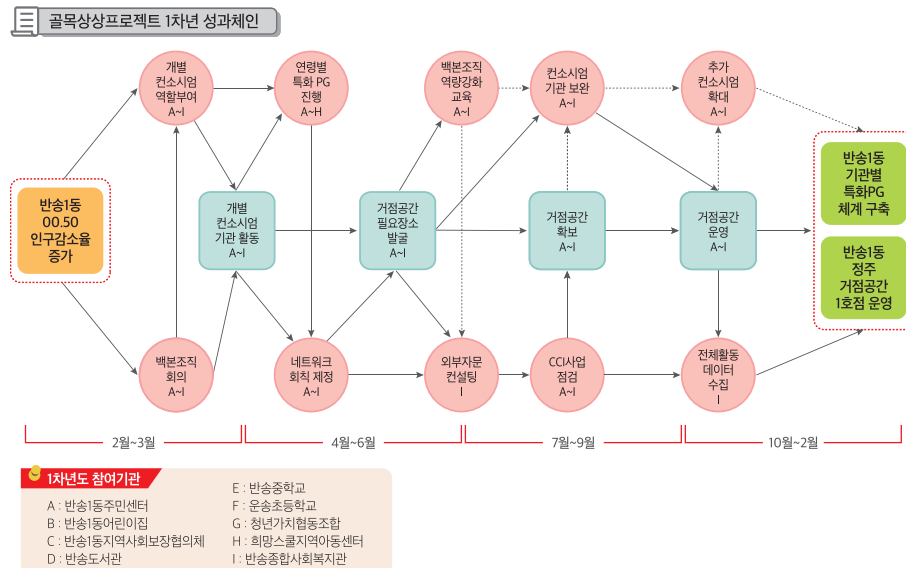 골목상상프로젝트 1차년 성과체인
개별
컨소시엄
역할부여
A~I
연령별
특화 PG
진행
A~H
백본조직
역량강화
교육
A~I
컨소시엄
기관 보완
A~I
추가
컨소시엄
확대
A~I
반송1동
00.50
인구감소율
증가
개별
컨소시엄
기관 활동
A~I
거점공간
필요장소
발굴
A~I
거점공간
확보
A~I
거점공간
운영
A~I
반송1동
기관별
특화PG
체계 구축
반송1동
정주
거점공간
1호점 운영
백본조직
회의
A~I
네트워크
회칙 제정
A~I
외부자문
컨설팅
I
CCI사업
점검
A~I
전체활동
데이터
수집
I
2월~3월
4월~6월
7월~9월
10월~2월
1차년도 참여기관
A : 반송1동주민센터
B : 반송1동어린이집
C : 반송1동지역사회보장협의체
D : 반송도서관
E : 반송중학교
F : 운송초등학교
G : 청년가치협동조합
H : 희망스쿨지역아동센터
I : 반송종합사회복지관